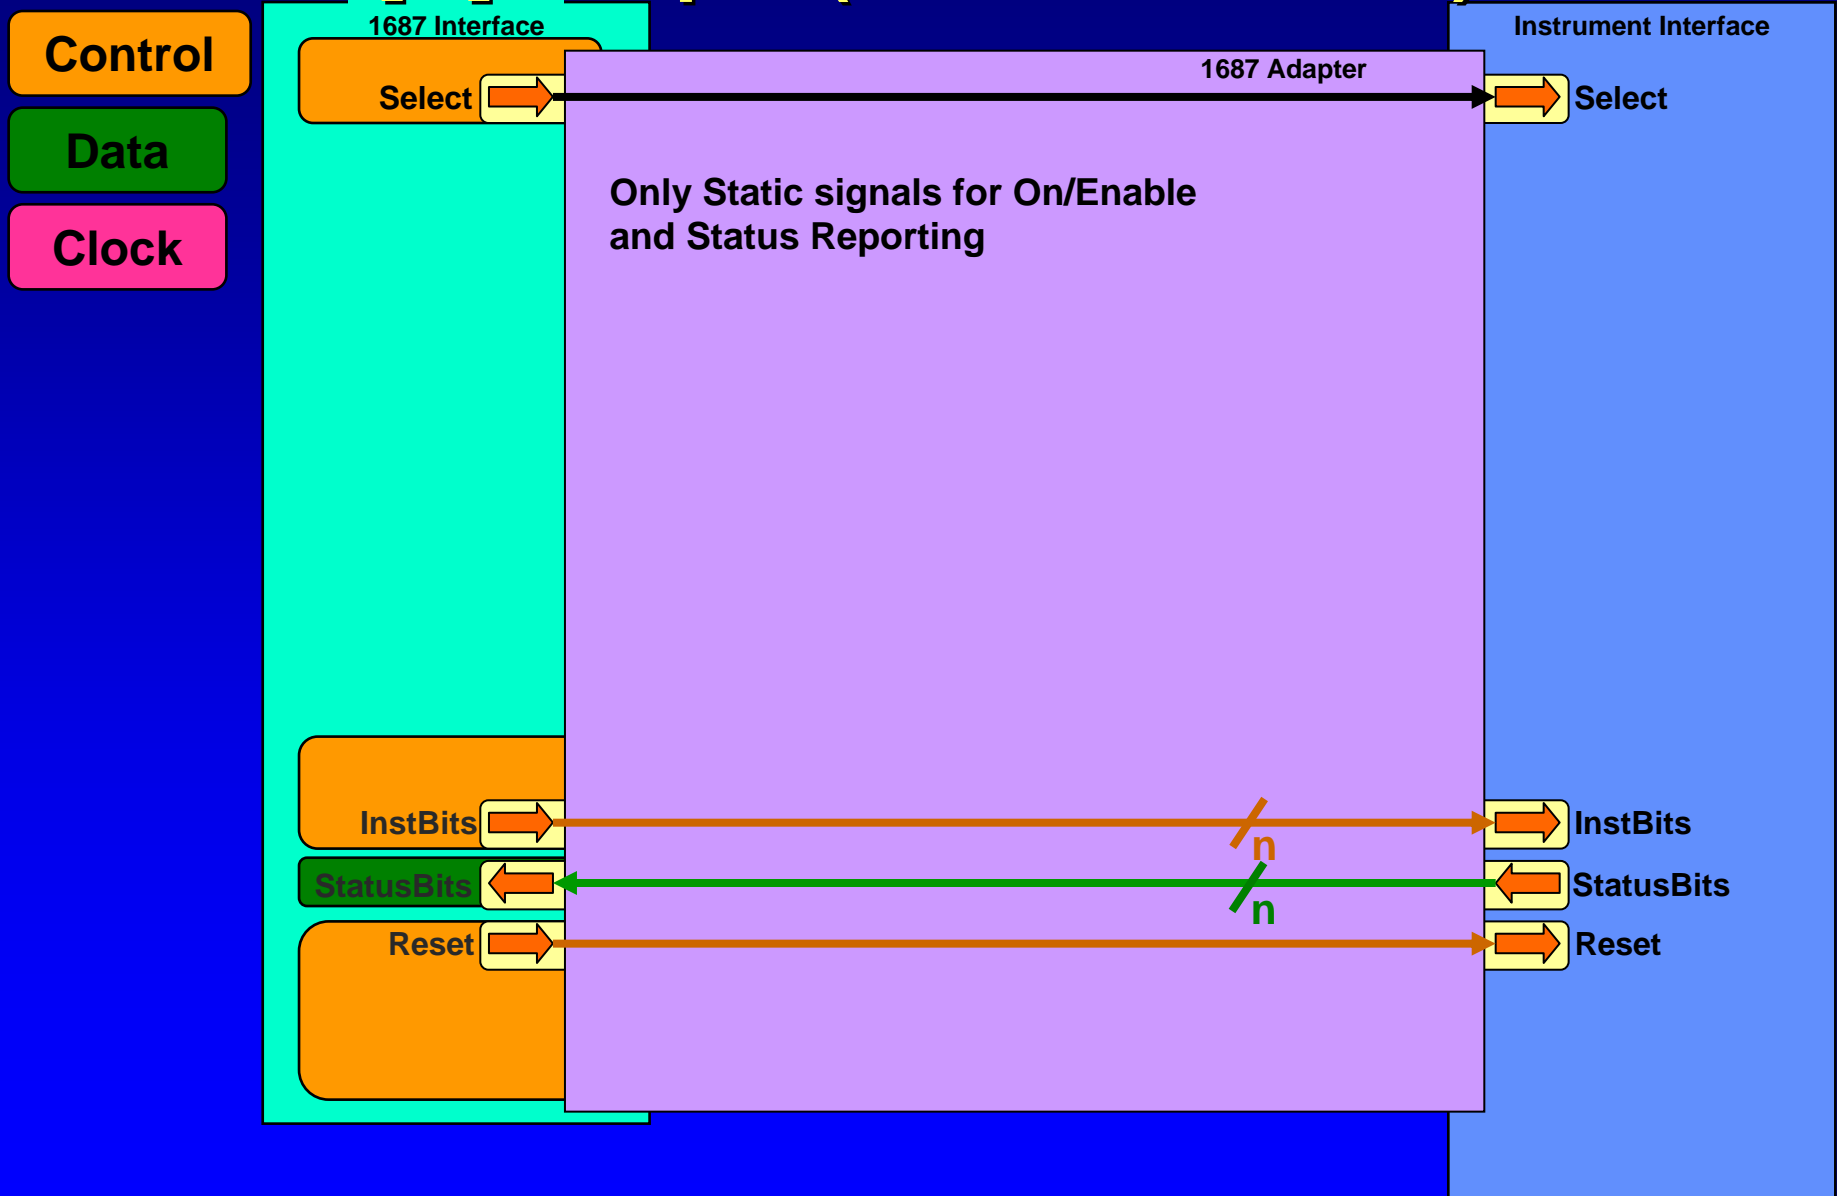 Control
Data
Clock
1687 Interface
Instrument Interface
1687 Adapter
Select
Select
Only Static signals for On/Enable
and Status Reporting
InstBits
n
InstBits
StatusBits
n
StatusBits
Reset
Reset